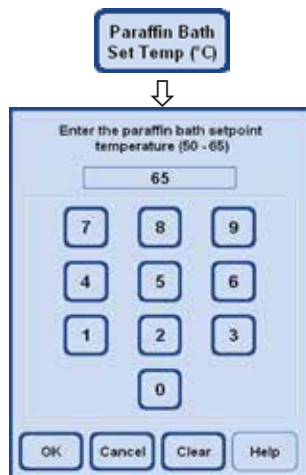 Paraffin Bath
Set Temp (°C)
Enter the paraffin bath setpoint
temperature (50 - 65)
65
7 8 9
4 5 6
1 2 3
0
OK Cancel Clear Help